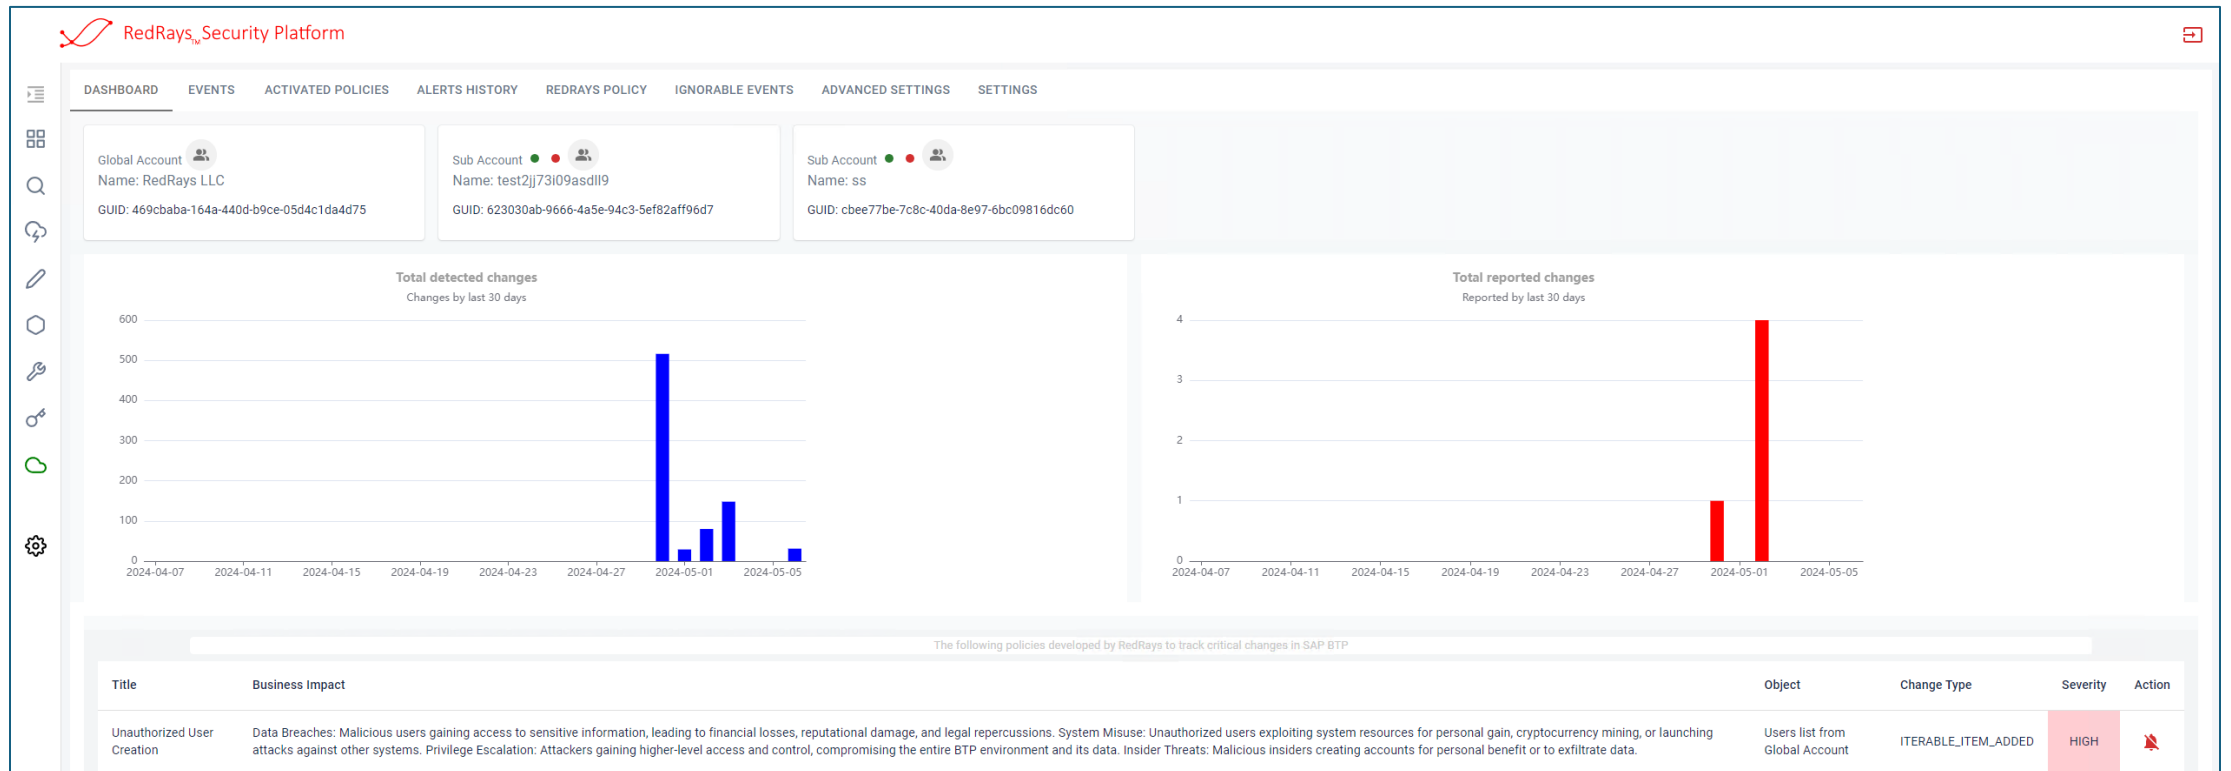 RedRays™ Security Platform
DASHBOARD EVENTS ACTIVATED POLICIES ALERTS HISTORY REDRAYS POLICY IGNORABLE EVENTS ADVANCED SETTINGS SETTINGS
Global Account
Name: RedRays LLC
GUID: 469cbaba-164a-440d-b9ce-05d4c1da4d75
Sub Account
Name: test2jj73i09asdll9
GUID: 623030ab-9666-4a5e-94c3-5ef82aff96d7
Sub Account
Name: ss
GUID: cbee77be-7c8c-40da-8e97-6bc09816dc60
Total detected changes
Changes by last 30 days
600
500
400
300
200
100
0
2024-04-07 2024-04-11 2024-04-15 2024-04-19 2024-04-23 2024-04-27 2024-05-01 2024-05-05
Total reported changes
Reported by last 30 days
4
3
2
1
0
2024-04-07 2024-04-11 2024-04-15 2024-04-19 2024-04-23 2024-04-27 2024-05-01 2024-05-05
The following policies developed by RedRays to track critical changes in SAP BTP
Title Business Impact Object Change Type Severity Action
Unauthorized User
Creation
Data Breaches: Malicious users gaining access to sensitive information, leading to financial losses, reputational damage, and legal repercussions. System Misuse: Unauthorized users exploiting system resources for personal gain, cryptocurrency mining, or launching
attacks against other systems. Privilege Escalation: Attackers gaining higher-level access and control, compromising the entire BTP environment and its data. Insider Threats: Malicious insiders creating accounts for personal benefit or to exfiltrate data.
Users list from
Global Account
ITERABLE_ITEM_ADDED
HIGH